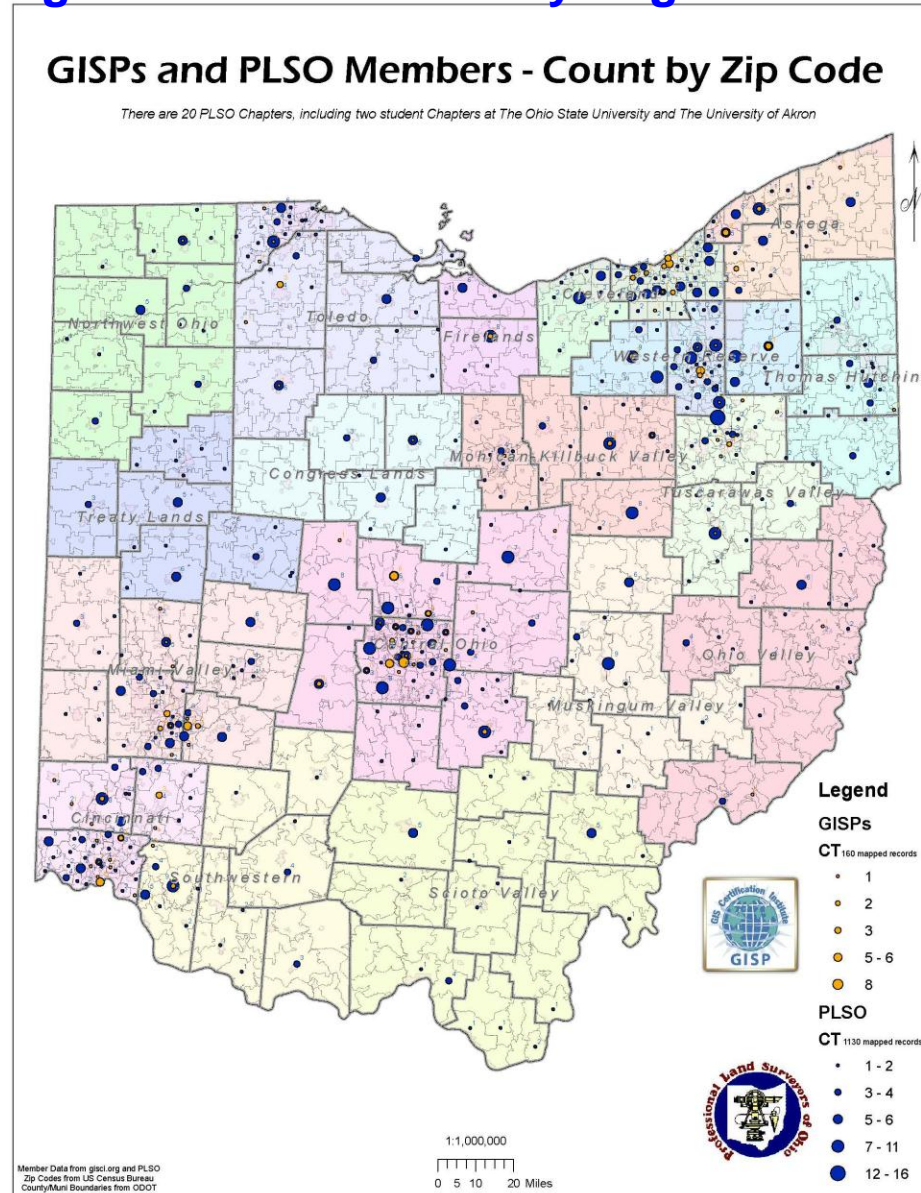 GISPs and PLSO Members - Count by Zip Code
There are 20 PLSO Chapters, including two student Chapters at The Ohio State University and The University of Akron
N
Askega
Cleveland
Northwest Ohio
Toledo
Firelands
Western Reserve
Thomas Hutchin
Congress Lands
Mohican-Killbuck Valley
Tuscarawas Valley
Treaty Lands
Central Ohio
Ohio Valley
Miami Valley
Muskingum Valley
Cincinnati
Southwestern
Scioto Valley
Legend
GISPs
CT 160 mapped records
1
2
3
5 - 6
8
GIS Certification Institute
GISP
PLSO
CT 1130 mapped records
1 - 2
3 - 4
5 - 6
7 - 11
12 - 16
Professional Land Surveyors of Ohio
1:1,000,000
0 5 10 20 Miles
Member Data from gisci.org and PLSO
Zip Codes from US Census Bureau
County/Muni Boundaries from ODOT